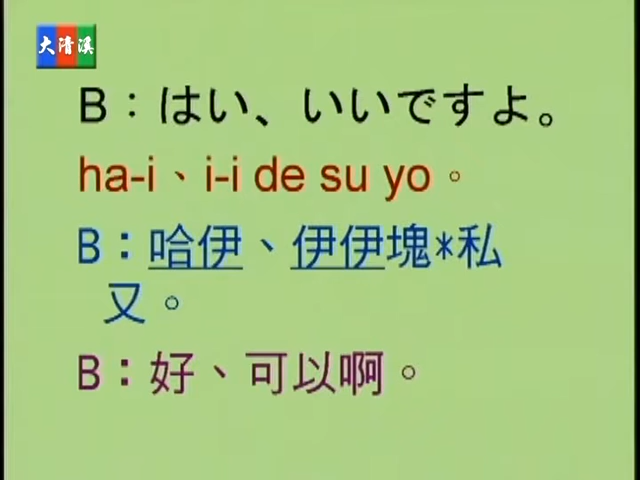 大清溪
B：はい、いいですよ。
ha-i、i-i de su yo。
B：哈伊、伊伊塊*私
又。
B：好、可以啊。